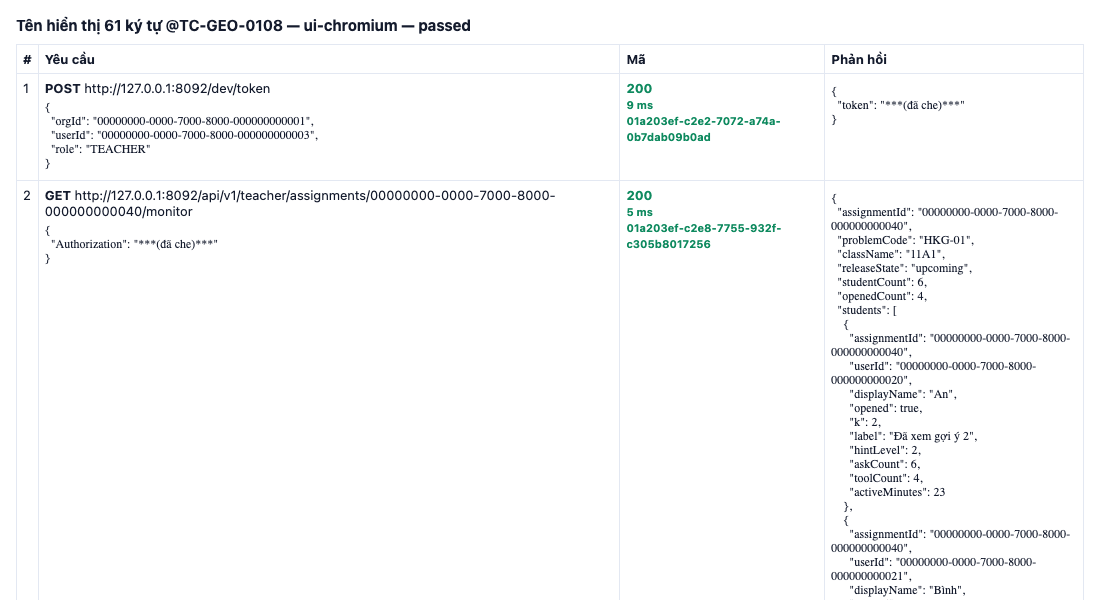 Tên hiển thị 61 ký tự @TC-GEO-0108 — ui-chromium — passed
# Yêu cầu Mã Phản hồi
1 POST http://127.0.0.1:8092/dev/token
{
"orgId": "00000000-0000-7000-8000-000000000001",
"userId": "00000000-0000-7000-8000-000000000003",
"role": "TEACHER"
}
200
9 ms
01a203ef-c2e2-7072-a74a-
0b7dab09b0ad
{
"token": "***(đã che)***"
}
2 GET http://127.0.0.1:8092/api/v1/teacher/assignments/00000000-0000-7000-8000-
000000000040/monitor
{
"Authorization": "***(đã che)***"
}
200
5 ms
01a203ef-c2e8-7755-932f-
c305b8017256
{
"assignmentId": "00000000-0000-7000-8000-
000000000040",
"problemCode": "HKG-01",
"className": "11A1",
"releaseState": "upcoming",
"studentCount": 6,
"openedCount": 4,
"students": [
{
"assignmentId": "00000000-0000-7000-8000-
000000000040",
"userId": "00000000-0000-7000-8000-
000000000020",
"displayName": "An",
"opened": true,
"k": 2,
"label": "Đã xem gợi ý 2",
"hintLevel": 2,
"askCount": 6,
"toolCount": 4,
"activeMinutes": 23
},
{
"assignmentId": "00000000-0000-7000-8000-
000000000040",
"userId": "00000000-0000-7000-8000-
000000000021",
"displayName": "Bình",